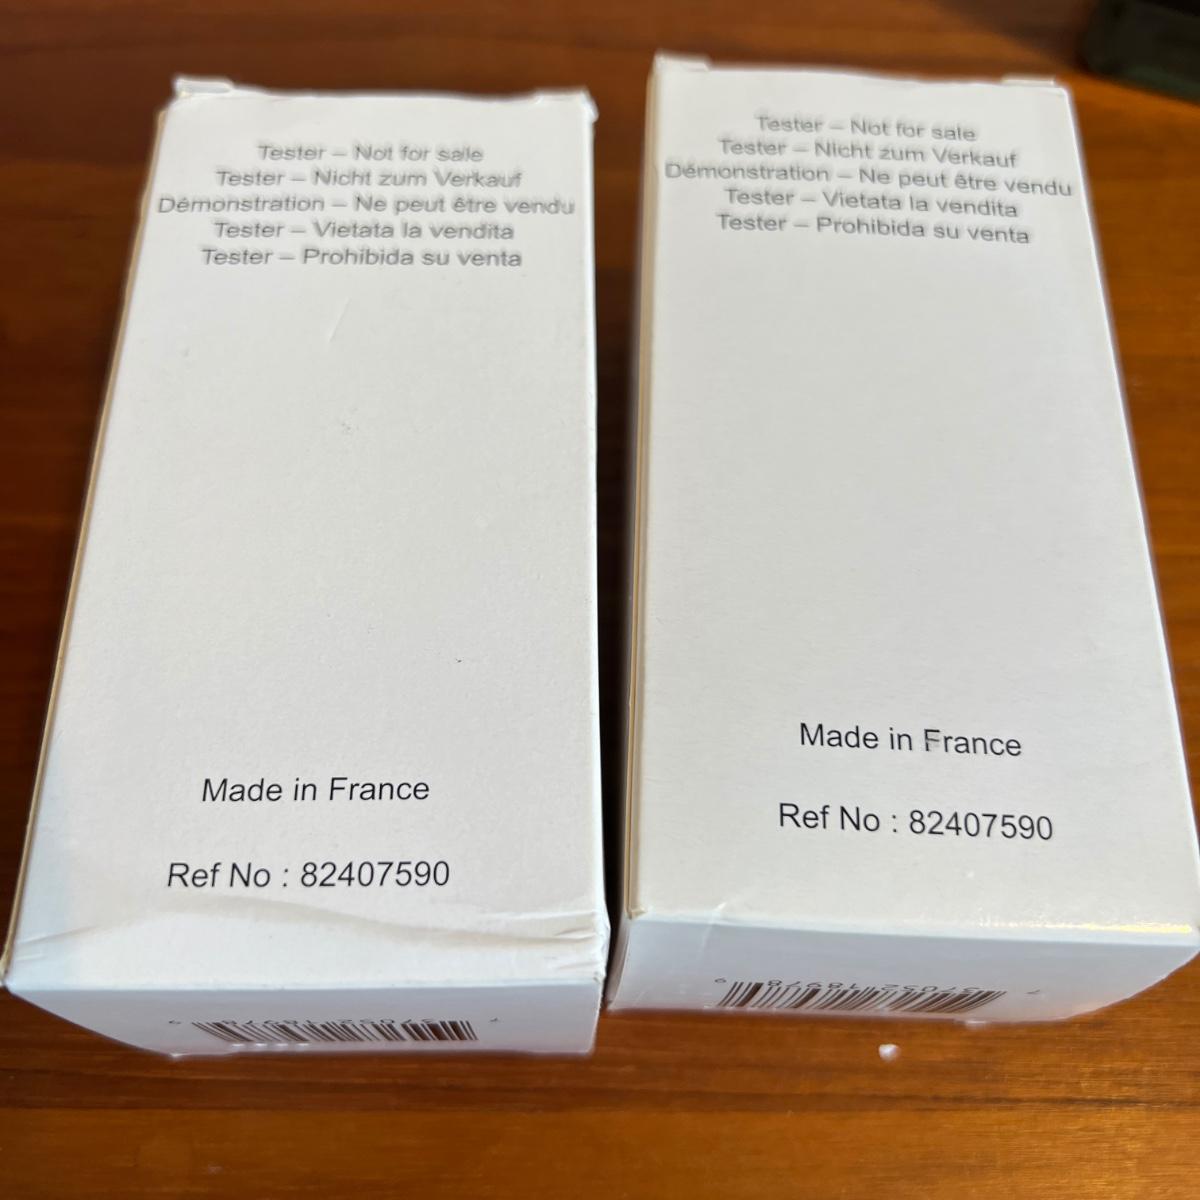 Tester – Not for sale
Tester – Nicht zum Verkauf
Démonstration – Ne peut être vendu
Tester – Vietata la vendita
Tester – Prohibida su venta
Made in France
Ref No : 82407590
Tester – Not for sale
Tester – Nicht zum Verkauf
Démonstration – Ne peut être vendu
Tester – Vietata la vendita
Tester – Prohibida su venta
Made in France
Ref No : 82407590